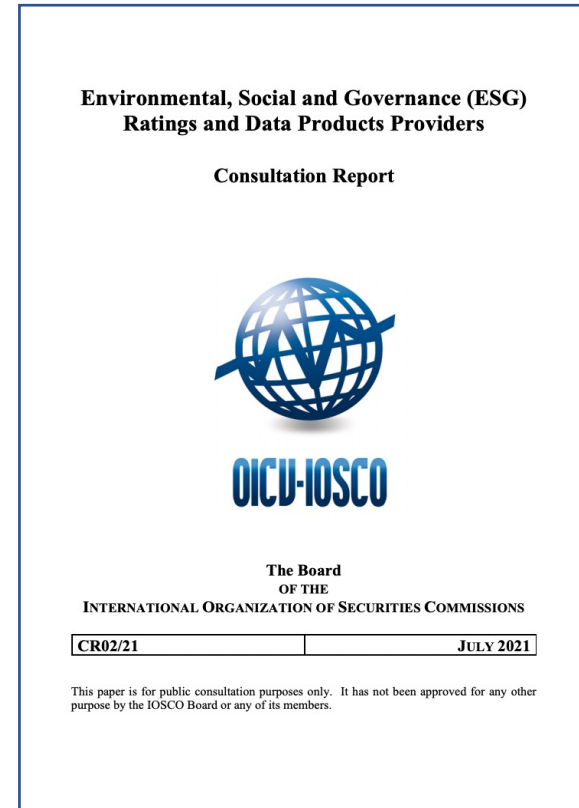 Environmental, Social and Governance (ESG)
Ratings and Data Products Providers
Consultation Report
OICU-IOSCO
The Board
OF THE
INTERNATIONAL ORGANIZATION OF SECURITIES COMMISSIONS
CR02/21 JULY 2021
This paper is for public consultation purposes only. It has not been approved for any other
purpose by the IOSCO Board or any of its members.